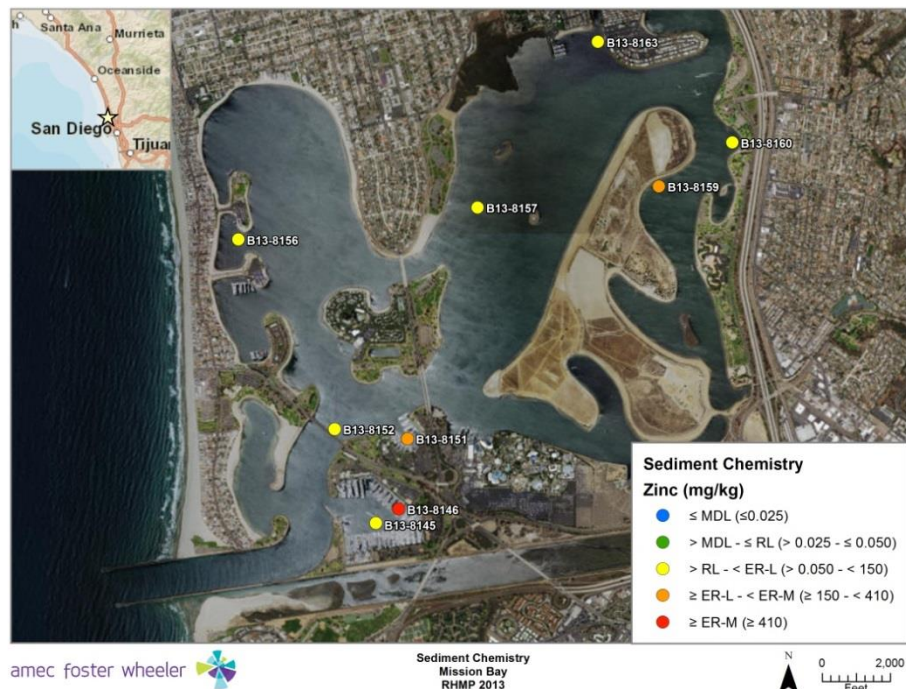 h
Santa Ana
Murrieta
Oceanside
San Diego
Tijua
B13-8163
B13-8160
B13-8159
B13-8157
B13-8156
B13-8152
B13-8151
B13-8146
B13-8145
Sediment Chemistry
Zinc (mg/kg)
≤ MDL (≤0.025)
> MDL - ≤ RL (> 0.025 - ≤ 0.050)
> RL - < ER-L (> 0.050 - < 150)
≥ ER-L - < ER-M (≥ 150 - < 410)
≥ ER-M (≥ 410)
amec foster wheeler
Sediment Chemistry
Mission Bay
RHMP 2013
N
0 2,000
Feet